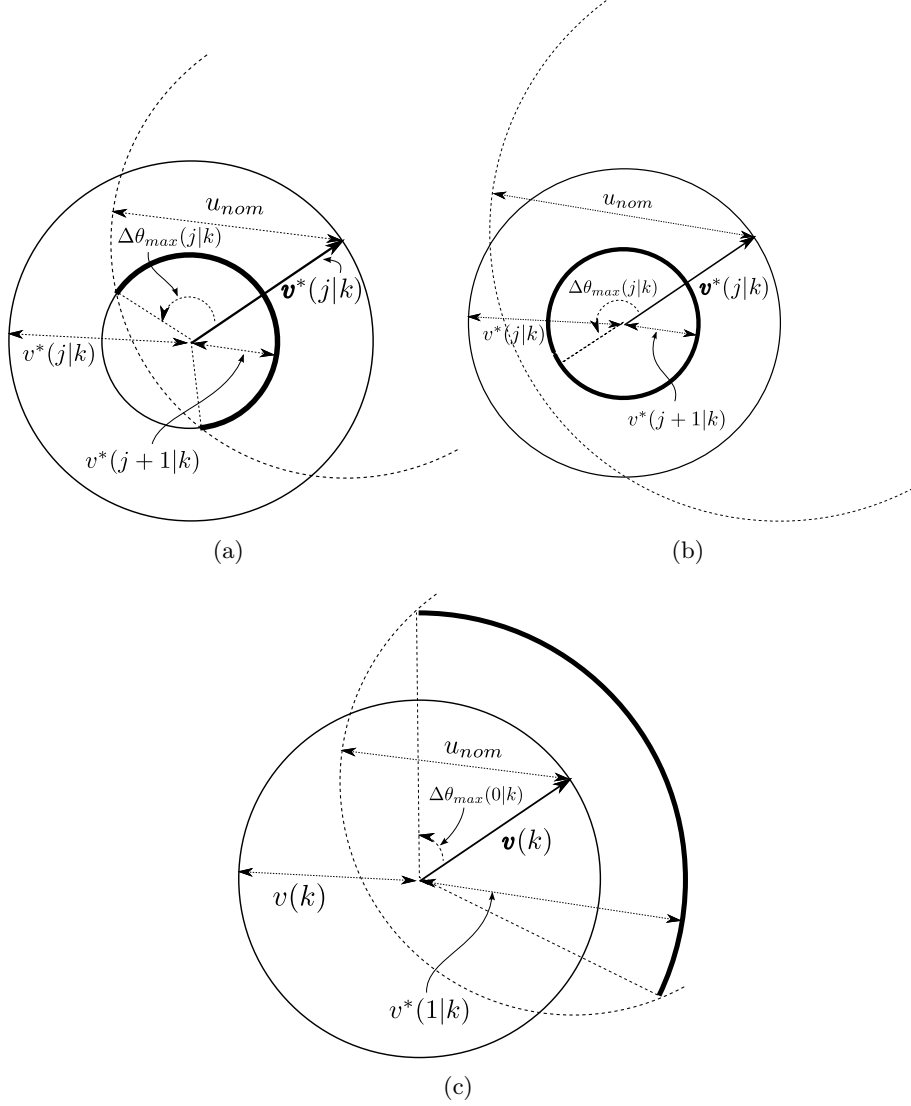 u_{nom}
Δθ_{max}(j|k)
v*(j|k)
v*(j|k)
v*(j+1|k)
(a)
u_{nom}
Δθ_{max}(j|k)
v*(j|k)
v*(j|k)
v*(j+1|k)
(b)
u_{nom}
Δθ_{max}(0|k)
v(k)
v(k)
v*(1|k)
(c)